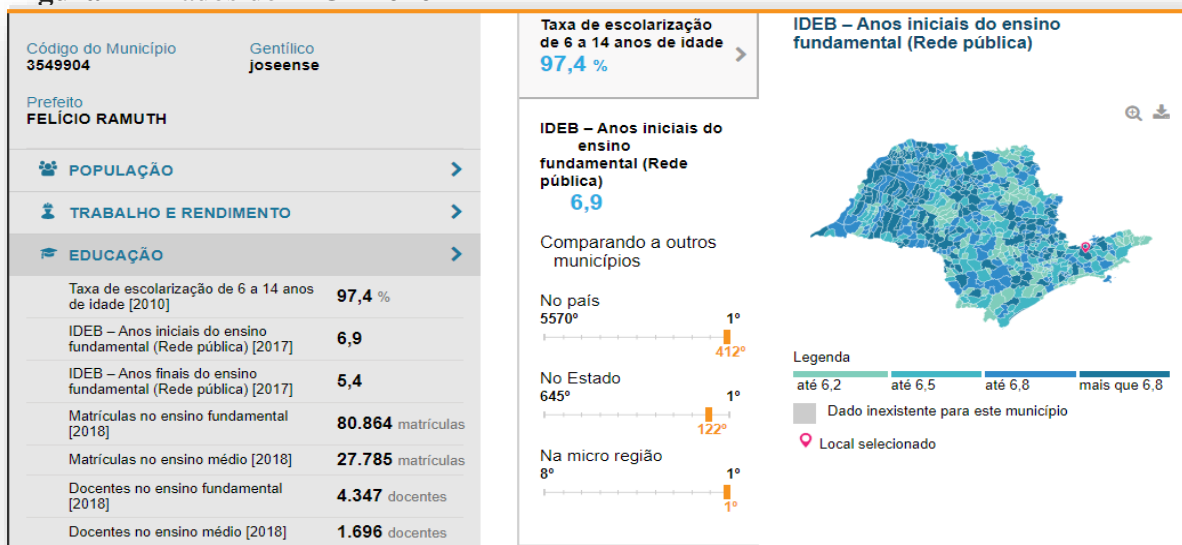 Código do Município
3549904
Gentílico
joseense
Prefeito
FELÍCIO RAMUTH
POPULAÇÃO
TRABALHO E RENDIMENTO
EDUCAÇÃO
Taxa de escolarização de 6 a 14 anos
de idade [2010]
97,4 %
IDEB – Anos iniciais do ensino
fundamental (Rede pública) [2017]
6,9
IDEB – Anos finais do ensino
fundamental (Rede pública) [2017]
5,4
Matrículas no ensino fundamental
[2018]
80.864 matrículas
Matrículas no ensino médio [2018]
27.785 matrículas
Docentes no ensino fundamental
[2018]
4.347 docentes
Docentes no ensino médio [2018]
1.696 docentes
Taxa de escolarização
de 6 a 14 anos de idade
97,4 %
IDEB – Anos iniciais do
ensino
fundamental (Rede
pública)
6,9
Comparando a outros
municípios
No país
5570º 1º
412º
No Estado
645º 1º
122º
Na micro região
8º 1º
1º
IDEB – Anos iniciais do ensino
fundamental (Rede pública)
Legenda
até 6,2 até 6,5 até 6,8 mais que 6,8
Dado inexistente para este município
Local selecionado